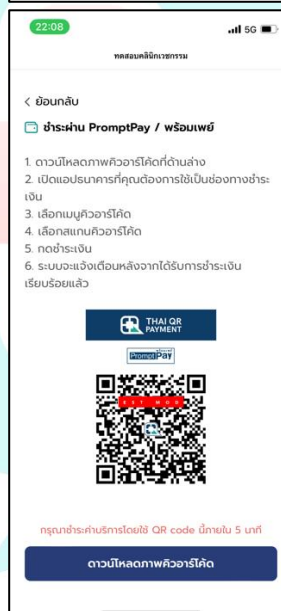 22:08
5G
ทดสอบคลินิกเวชกรรม
< ย้อนกลับ
ชำระผ่าน PromptPay / พร้อมเพย์
1. ดาวน์โหลดภาพคิวอาร์โค้ดที่ด้านล่าง
2. เปิดแอปธนาคารที่คุณต้องการใช้เป็นช่องทางชำระ
เงิน
3. เลือกเมนูคิวอาร์โค้ด
4. เลือกสแกนคิวอาร์โค้ด
5. กดชำระเงิน
6. ระบบจะแจ้งเตือนหลังจากได้รับการชำระเงิน
เรียบร้อยแล้ว
THAI QR
PAYMENT
PromptPay
กรุณาชำระค่าบริการโดยใช้ QR code นี้ภายใน 5 นาที
ดาวน์โหลดภาพคิวอาร์โค้ด